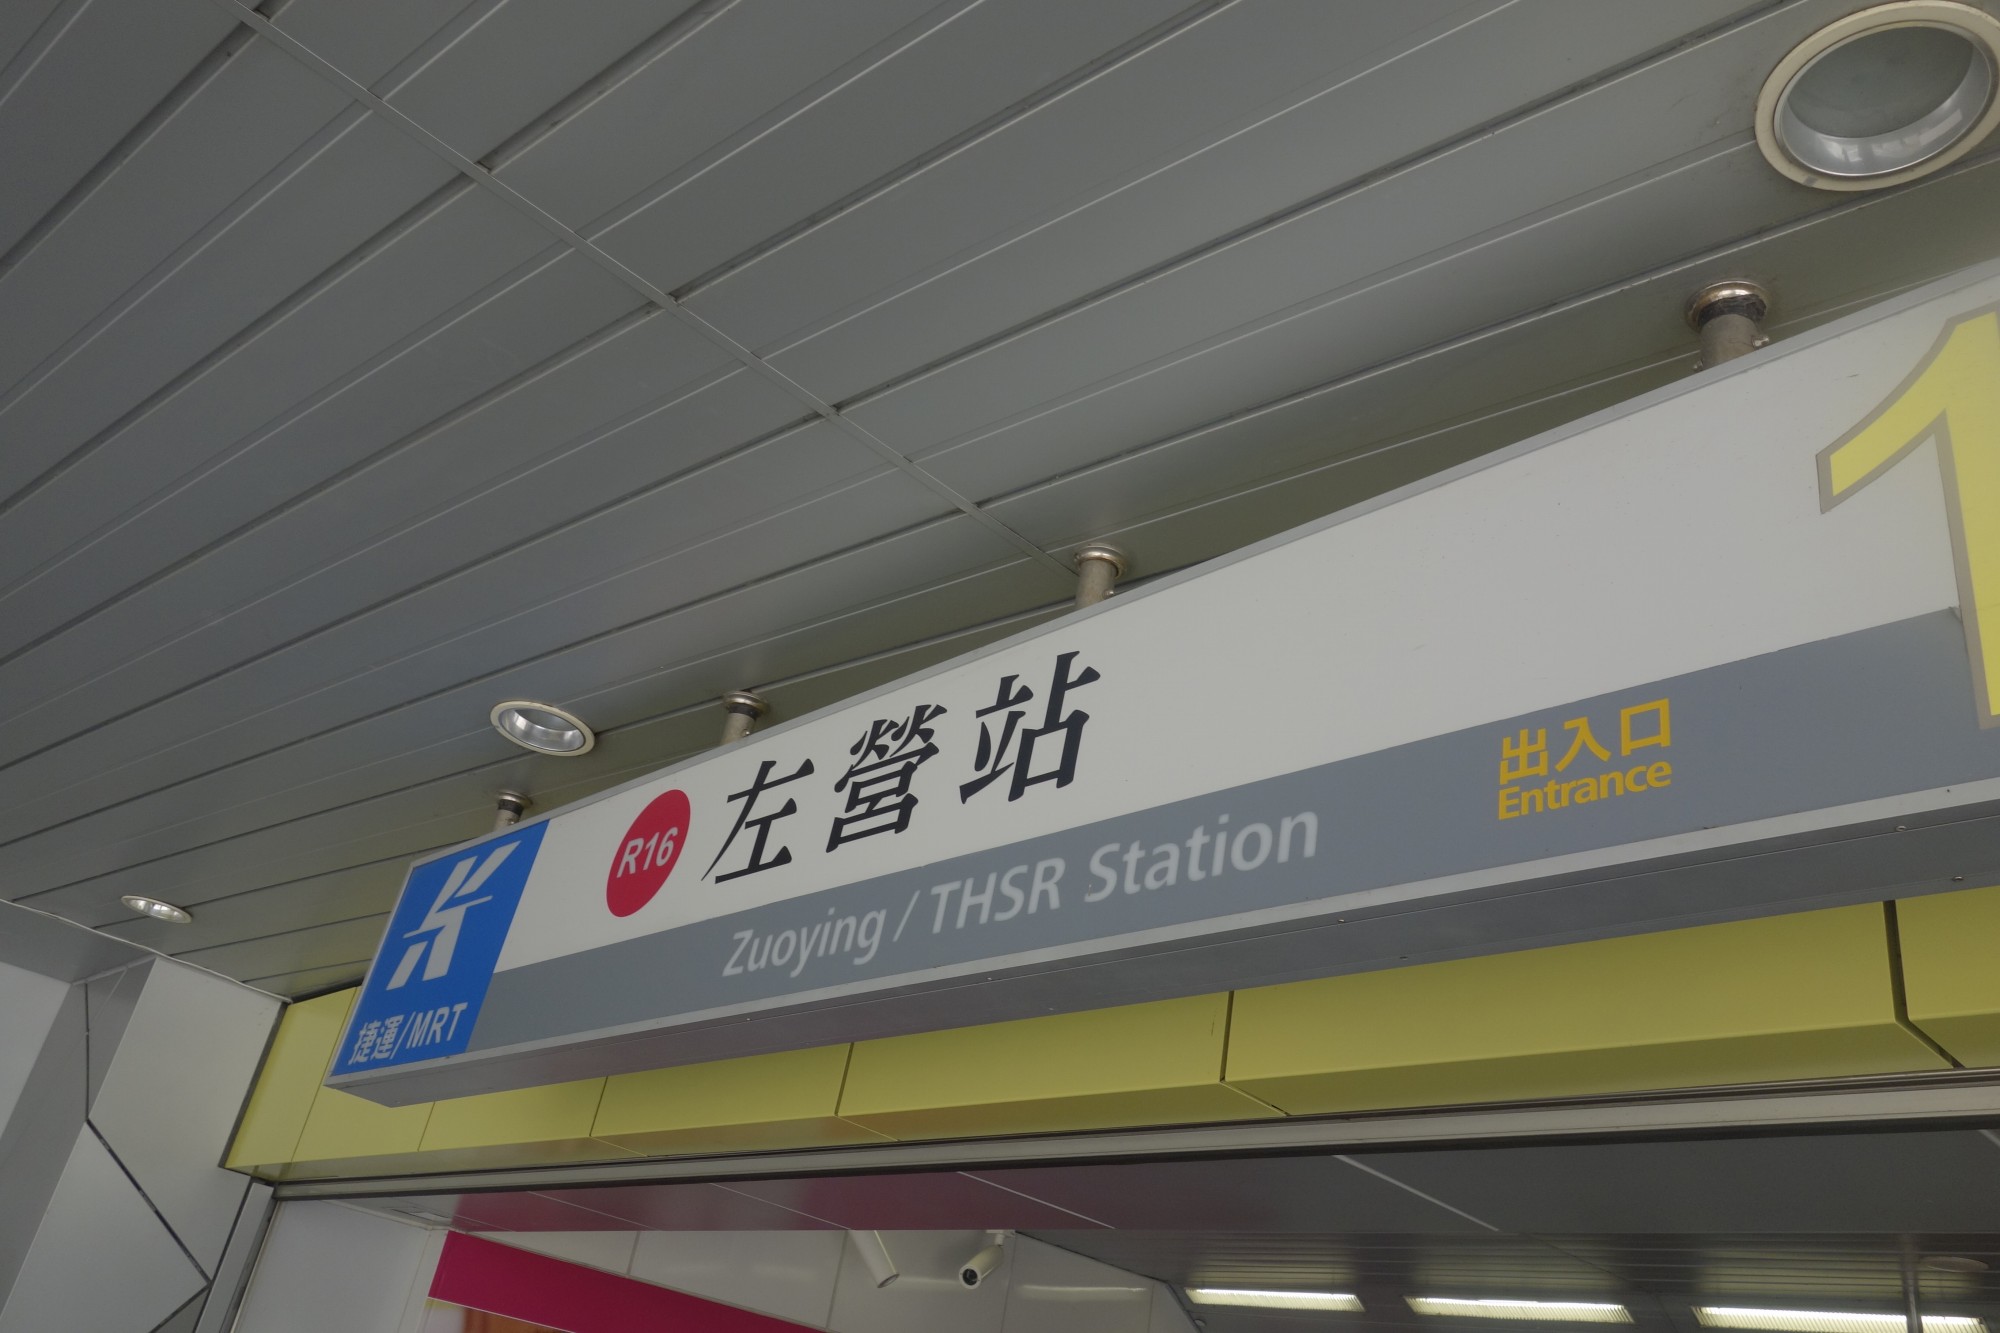 捷運/MRT
R16
左營站
Zuoying / THSR Station
出入口
Entrance
1